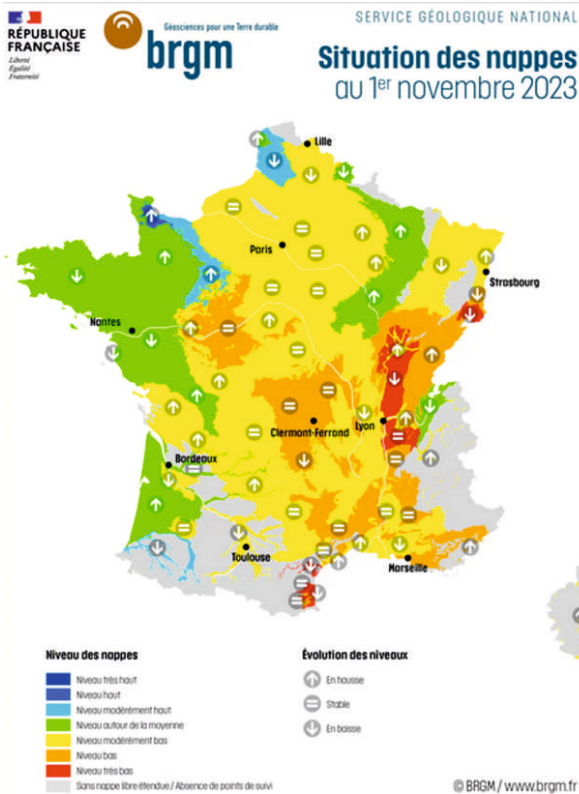 RÉPUBLIQUE
FRANÇAISE
Liberté
Égalité
Fraternité
Géosciences pour une Terre durable
brgm
SERVICE GÉOLOGIQUE NATIONAL
Situation des nappes
au 1er novembre 2023
Lille
Paris
Strasbourg
Nantes
Clermont-Ferrand
Lyon
Bordeaux
Toulouse
Marseille
Niveau des nappes
Niveau très haut
Niveau haut
Niveau modérément haut
Niveau autour de la moyenne
Niveau modérément bas
Niveau bas
Niveau très bas
Sans nappe libre étendue / Absence de points de suivi
Évolution des niveaux
En hausse
Stable
En baisse
© BRGM / www.brgm.fr